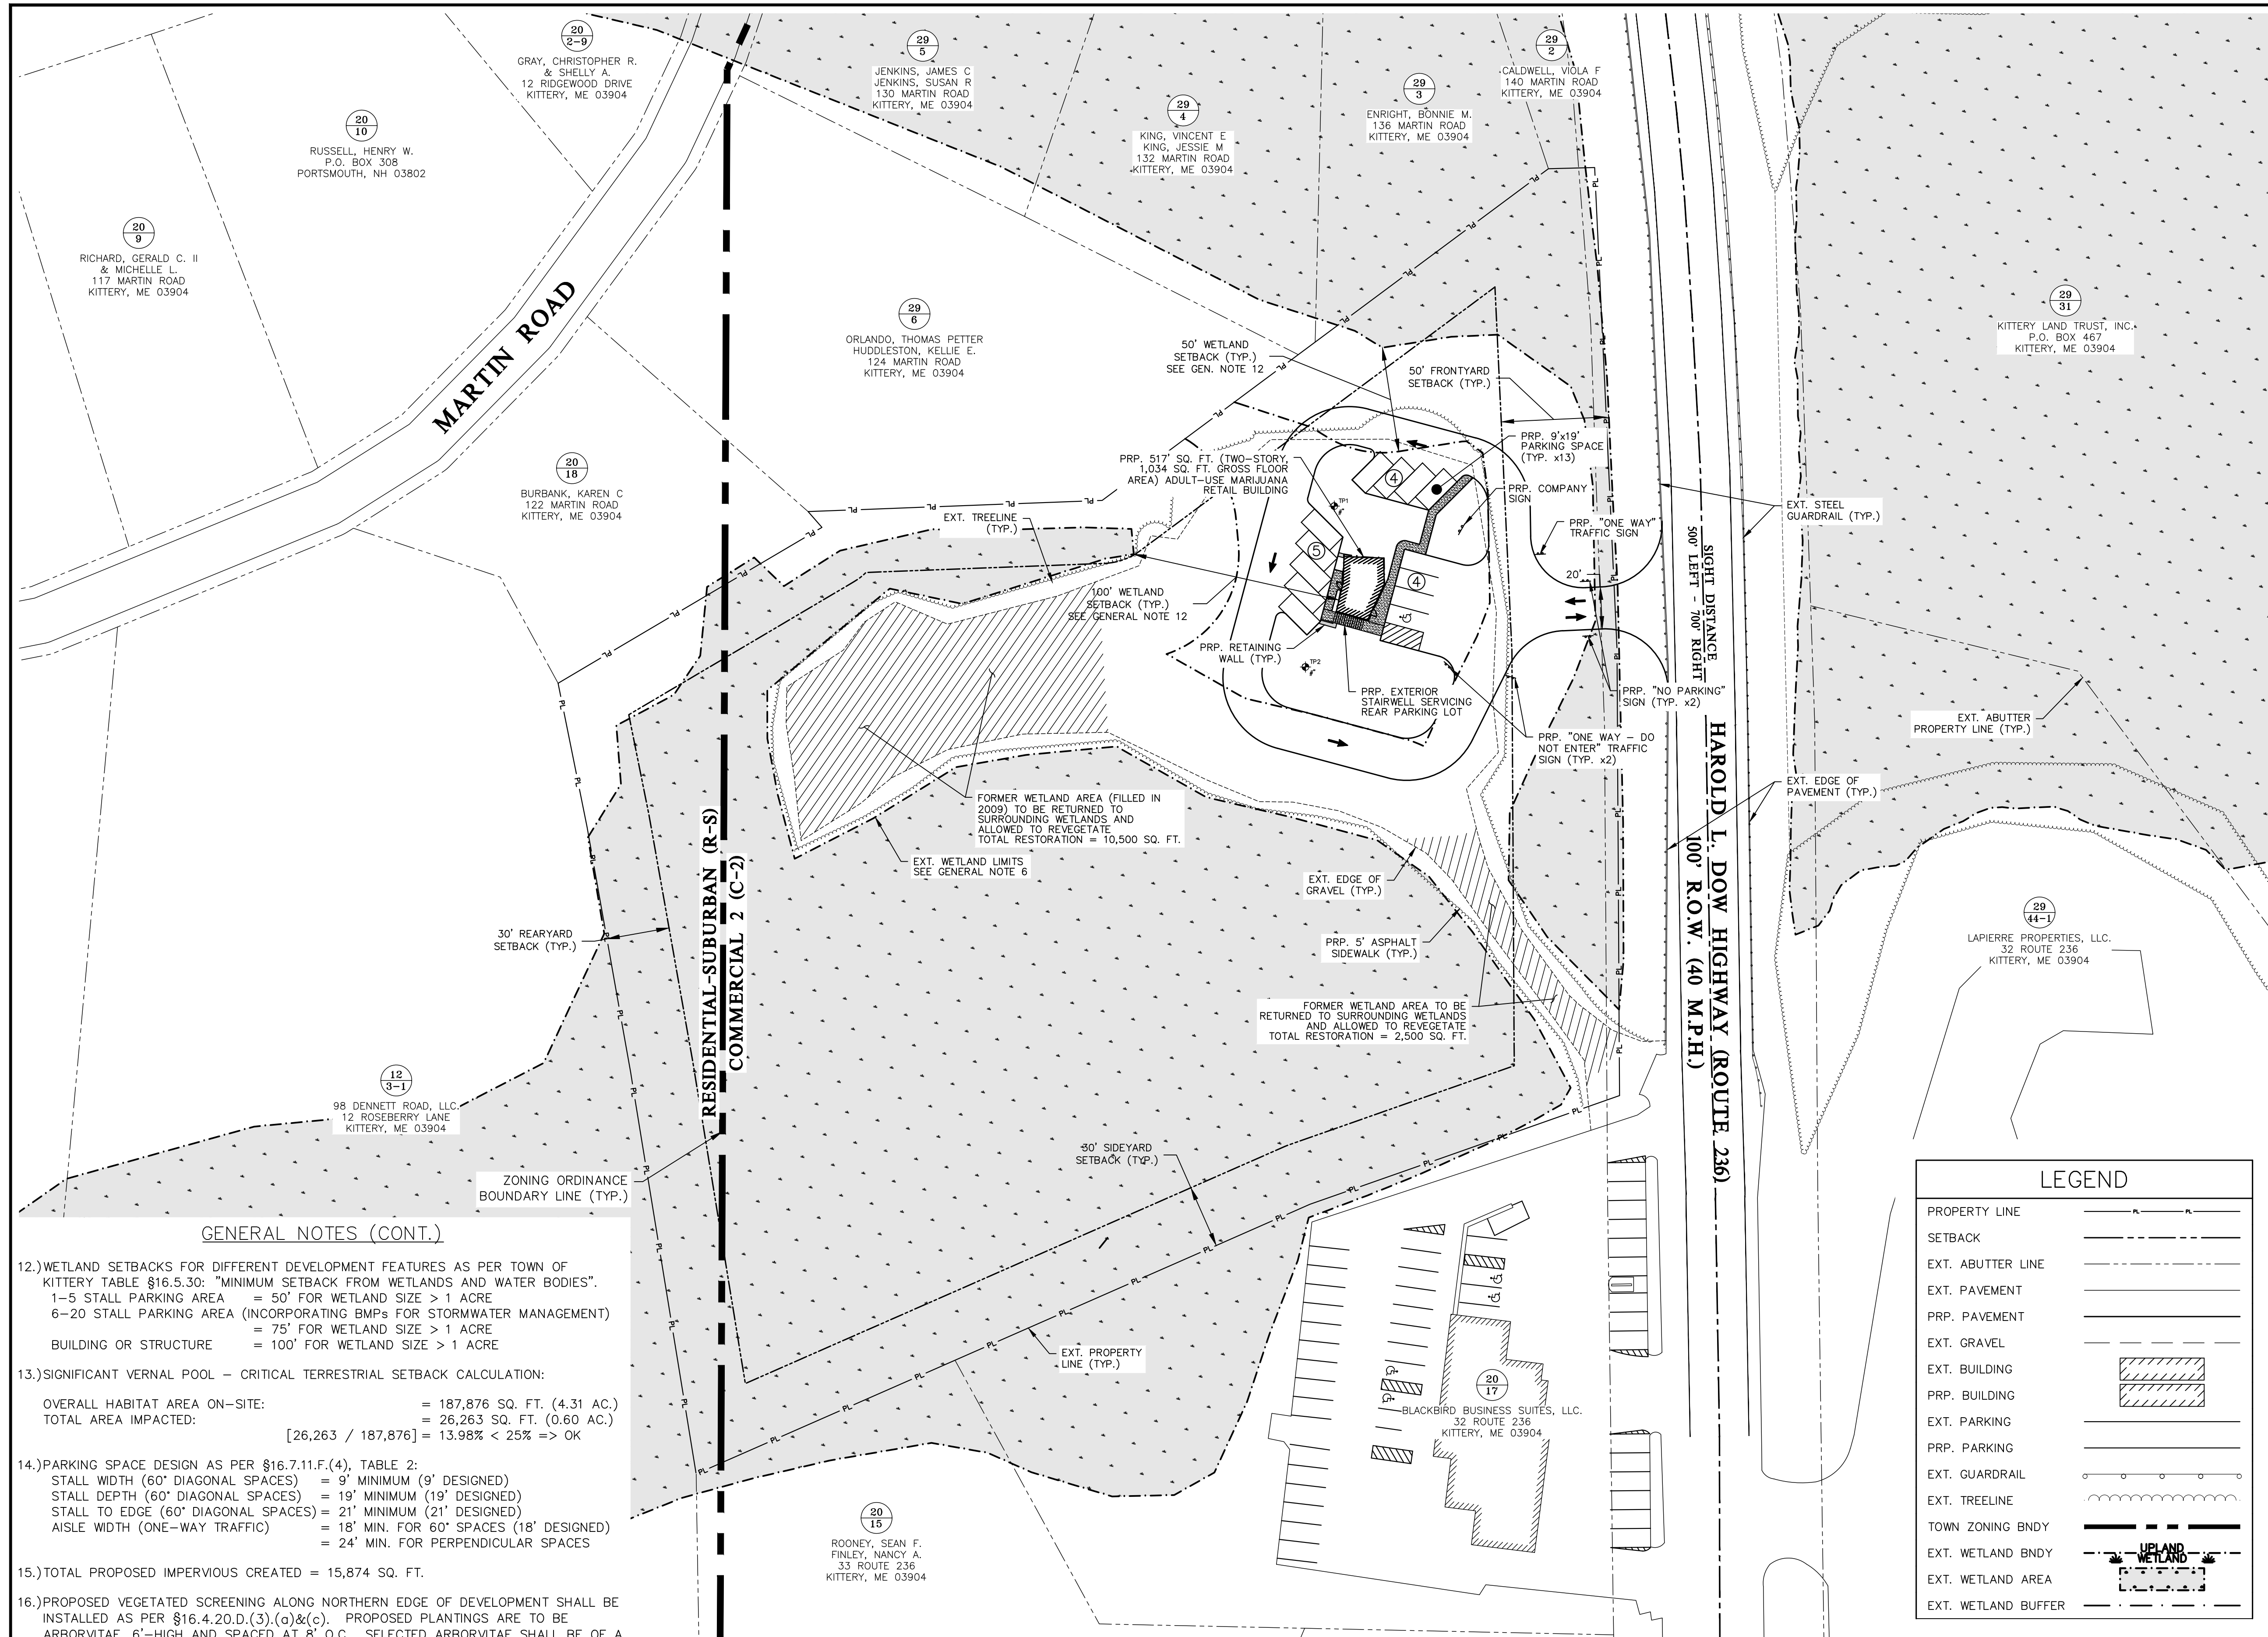 20
2-9
GRAY, CHRISTOPHER R.
& SHELLY A.
12 RIDGEWOOD DRIVE
KITTERY, ME 03904
29
5
JENKINS, JAMES C
JENKINS, SUSAN R
130 MARTIN ROAD
KITTERY, ME 03904
29
4
KING, VINCENT E
KING, JESSIE M
132 MARTIN ROAD
KITTERY, ME 03904
29
3
ENRIGHT, BONNIE M.
136 MARTIN ROAD
KITTERY, ME 03904
29
2
CALDWELL, VIOLA F
140 MARTIN ROAD
KITTERY, ME 03904
20
10
RUSSELL, HENRY W.
P.O. BOX 308
PORTSMOUTH, NH 03802
20
9
RICHARD, GERALD C. II
& MICHELLE L.
117 MARTIN ROAD
KITTERY, ME 03904
MARTIN ROAD
29
6
ORLANDO, THOMAS PETTER
HUDDLESTON, KELLIE E.
124 MARTIN ROAD
KITTERY, ME 03904
29
31
KITTERY LAND TRUST, INC.
P.O. BOX 467
KITTERY, ME 03904
20
18
BURBANK, KAREN C
122 MARTIN ROAD
KITTERY, ME 03904
50' WETLAND
SETBACK (TYP.)
SEE GEN. NOTE 12
50' FRONTYARD
SETBACK (TYP.)
PRP. 9'x19'
PARKING SPACE
(TYP. x13)
PRP. 517' SQ. FT. (TWO-STORY,
1,034 SQ. FT. GROSS FLOOR
AREA) ADULT-USE MARIJUANA
RETAIL BUILDING
PRP. COMPANY
SIGN
PRP. "ONE WAY"
TRAFFIC SIGN
EXT. STEEL
GUARDRAIL (TYP.)
EXT. TREELINE
(TYP.)
TP1
4
5
4
20'
SIGHT DISTANCE
500' LEFT - 700' RIGHT
100' WETLAND
SETBACK (TYP.)
SEE GENERAL NOTE 12
PRP. RETAINING
WALL (TYP.)
TP2
PRP. EXTERIOR
STAIRWELL SERVICING
REAR PARKING LOT
PRP. "NO PARKING"
SIGN (TYP. x2)
PRP. "ONE WAY - DO
NOT ENTER" TRAFFIC
SIGN (TYP. x2)
EXT. ABUTTER
PROPERTY LINE (TYP.)
EXT. EDGE OF
PAVEMENT (TYP.)
FORMER WETLAND AREA (FILLED IN
2009) TO BE RETURNED TO
SURROUNDING WETLANDS AND
ALLOWED TO REVEGETATE
TOTAL RESTORATION = 10,500 SQ. FT.
EXT. WETLAND LIMITS
SEE GENERAL NOTE 6
EXT. EDGE OF
GRAVEL (TYP.)
PRP. 5' ASPHALT
SIDEWALK (TYP.)
FORMER WETLAND AREA TO BE
RETURNED TO SURROUNDING WETLANDS
AND ALLOWED TO REVEGETATE
TOTAL RESTORATION = 2,500 SQ. FT.
30' REARYARD
SETBACK (TYP.)
RESIDENTIAL-SUBURBAN (R-S)
COMMERCIAL 2 (C-2)
HAROLD L. DOW HIGHWAY (ROUTE 236)
100' R.O.W. (40 M.P.H.)
29
44-1
LAPIERRE PROPERTIES, LLC.
32 ROUTE 236
KITTERY, ME 03904
12
3-1
98 DENNETT ROAD, LLC.
12 ROSEBERRY LANE
KITTERY, ME 03904
ZONING ORDINANCE
BOUNDARY LINE (TYP.)
30' SIDEYARD
SETBACK (TYP.)
EXT. PROPERTY
LINE (TYP.)
20
17
BLACKBIRD BUSINESS SUITES, LLC.
32 ROUTE 236
KITTERY, ME 03904
20
15
ROONEY, SEAN F.
FINLEY, NANCY A.
33 ROUTE 236
KITTERY, ME 03904
GENERAL NOTES (CONT.)
12.)WETLAND SETBACKS FOR DIFFERENT DEVELOPMENT FEATURES AS PER TOWN OF
KITTERY TABLE §16.5.30: "MINIMUM SETBACK FROM WETLANDS AND WATER BODIES".
1-5 STALL PARKING AREA = 50' FOR WETLAND SIZE > 1 ACRE
6-20 STALL PARKING AREA (INCORPORATING BMPs FOR STORMWATER MANAGEMENT)
= 75' FOR WETLAND SIZE > 1 ACRE
BUILDING OR STRUCTURE = 100' FOR WETLAND SIZE > 1 ACRE
13.)SIGNIFICANT VERNAL POOL - CRITICAL TERRESTRIAL SETBACK CALCULATION:
OVERALL HABITAT AREA ON-SITE: = 187,876 SQ. FT. (4.31 AC.)
TOTAL AREA IMPACTED: = 26,263 SQ. FT. (0.60 AC.)
[26,263 / 187,876] = 13.98% < 25% => OK
14.)PARKING SPACE DESIGN AS PER §16.7.11.F.(4), TABLE 2:
STALL WIDTH (60° DIAGONAL SPACES) = 9' MINIMUM (9' DESIGNED)
STALL DEPTH (60° DIAGONAL SPACES) = 19' MINIMUM (19' DESIGNED)
STALL TO EDGE (60° DIAGONAL SPACES) = 21' MINIMUM (21' DESIGNED)
AISLE WIDTH (ONE-WAY TRAFFIC) = 18' MIN. FOR 60° SPACES (18' DESIGNED)
= 24' MIN. FOR PERPENDICULAR SPACES
15.)TOTAL PROPOSED IMPERVIOUS CREATED = 15,874 SQ. FT.
16.)PROPOSED VEGETATED SCREENING ALONG NORTHERN EDGE OF DEVELOPMENT SHALL BE
INSTALLED AS PER §16.4.20.D.(3).(a)&(c). PROPOSED PLANTINGS ARE TO BE
ARBORVITAE, 6'-HIGH AND SPACED AT 8' O.C. SELECTED ARBORVITAE SHALL BE OF A
LEGEND
PROPERTY LINE PL PL
SETBACK
EXT. ABUTTER LINE
EXT. PAVEMENT
PRP. PAVEMENT
EXT. GRAVEL
EXT. BUILDING
PRP. BUILDING
EXT. PARKING
PRP. PARKING
EXT. GUARDRAIL
EXT. TREELINE
TOWN ZONING BNDY
EXT. WETLAND BNDY UPLAND
WETLAND
EXT. WETLAND AREA
EXT. WETLAND BUFFER